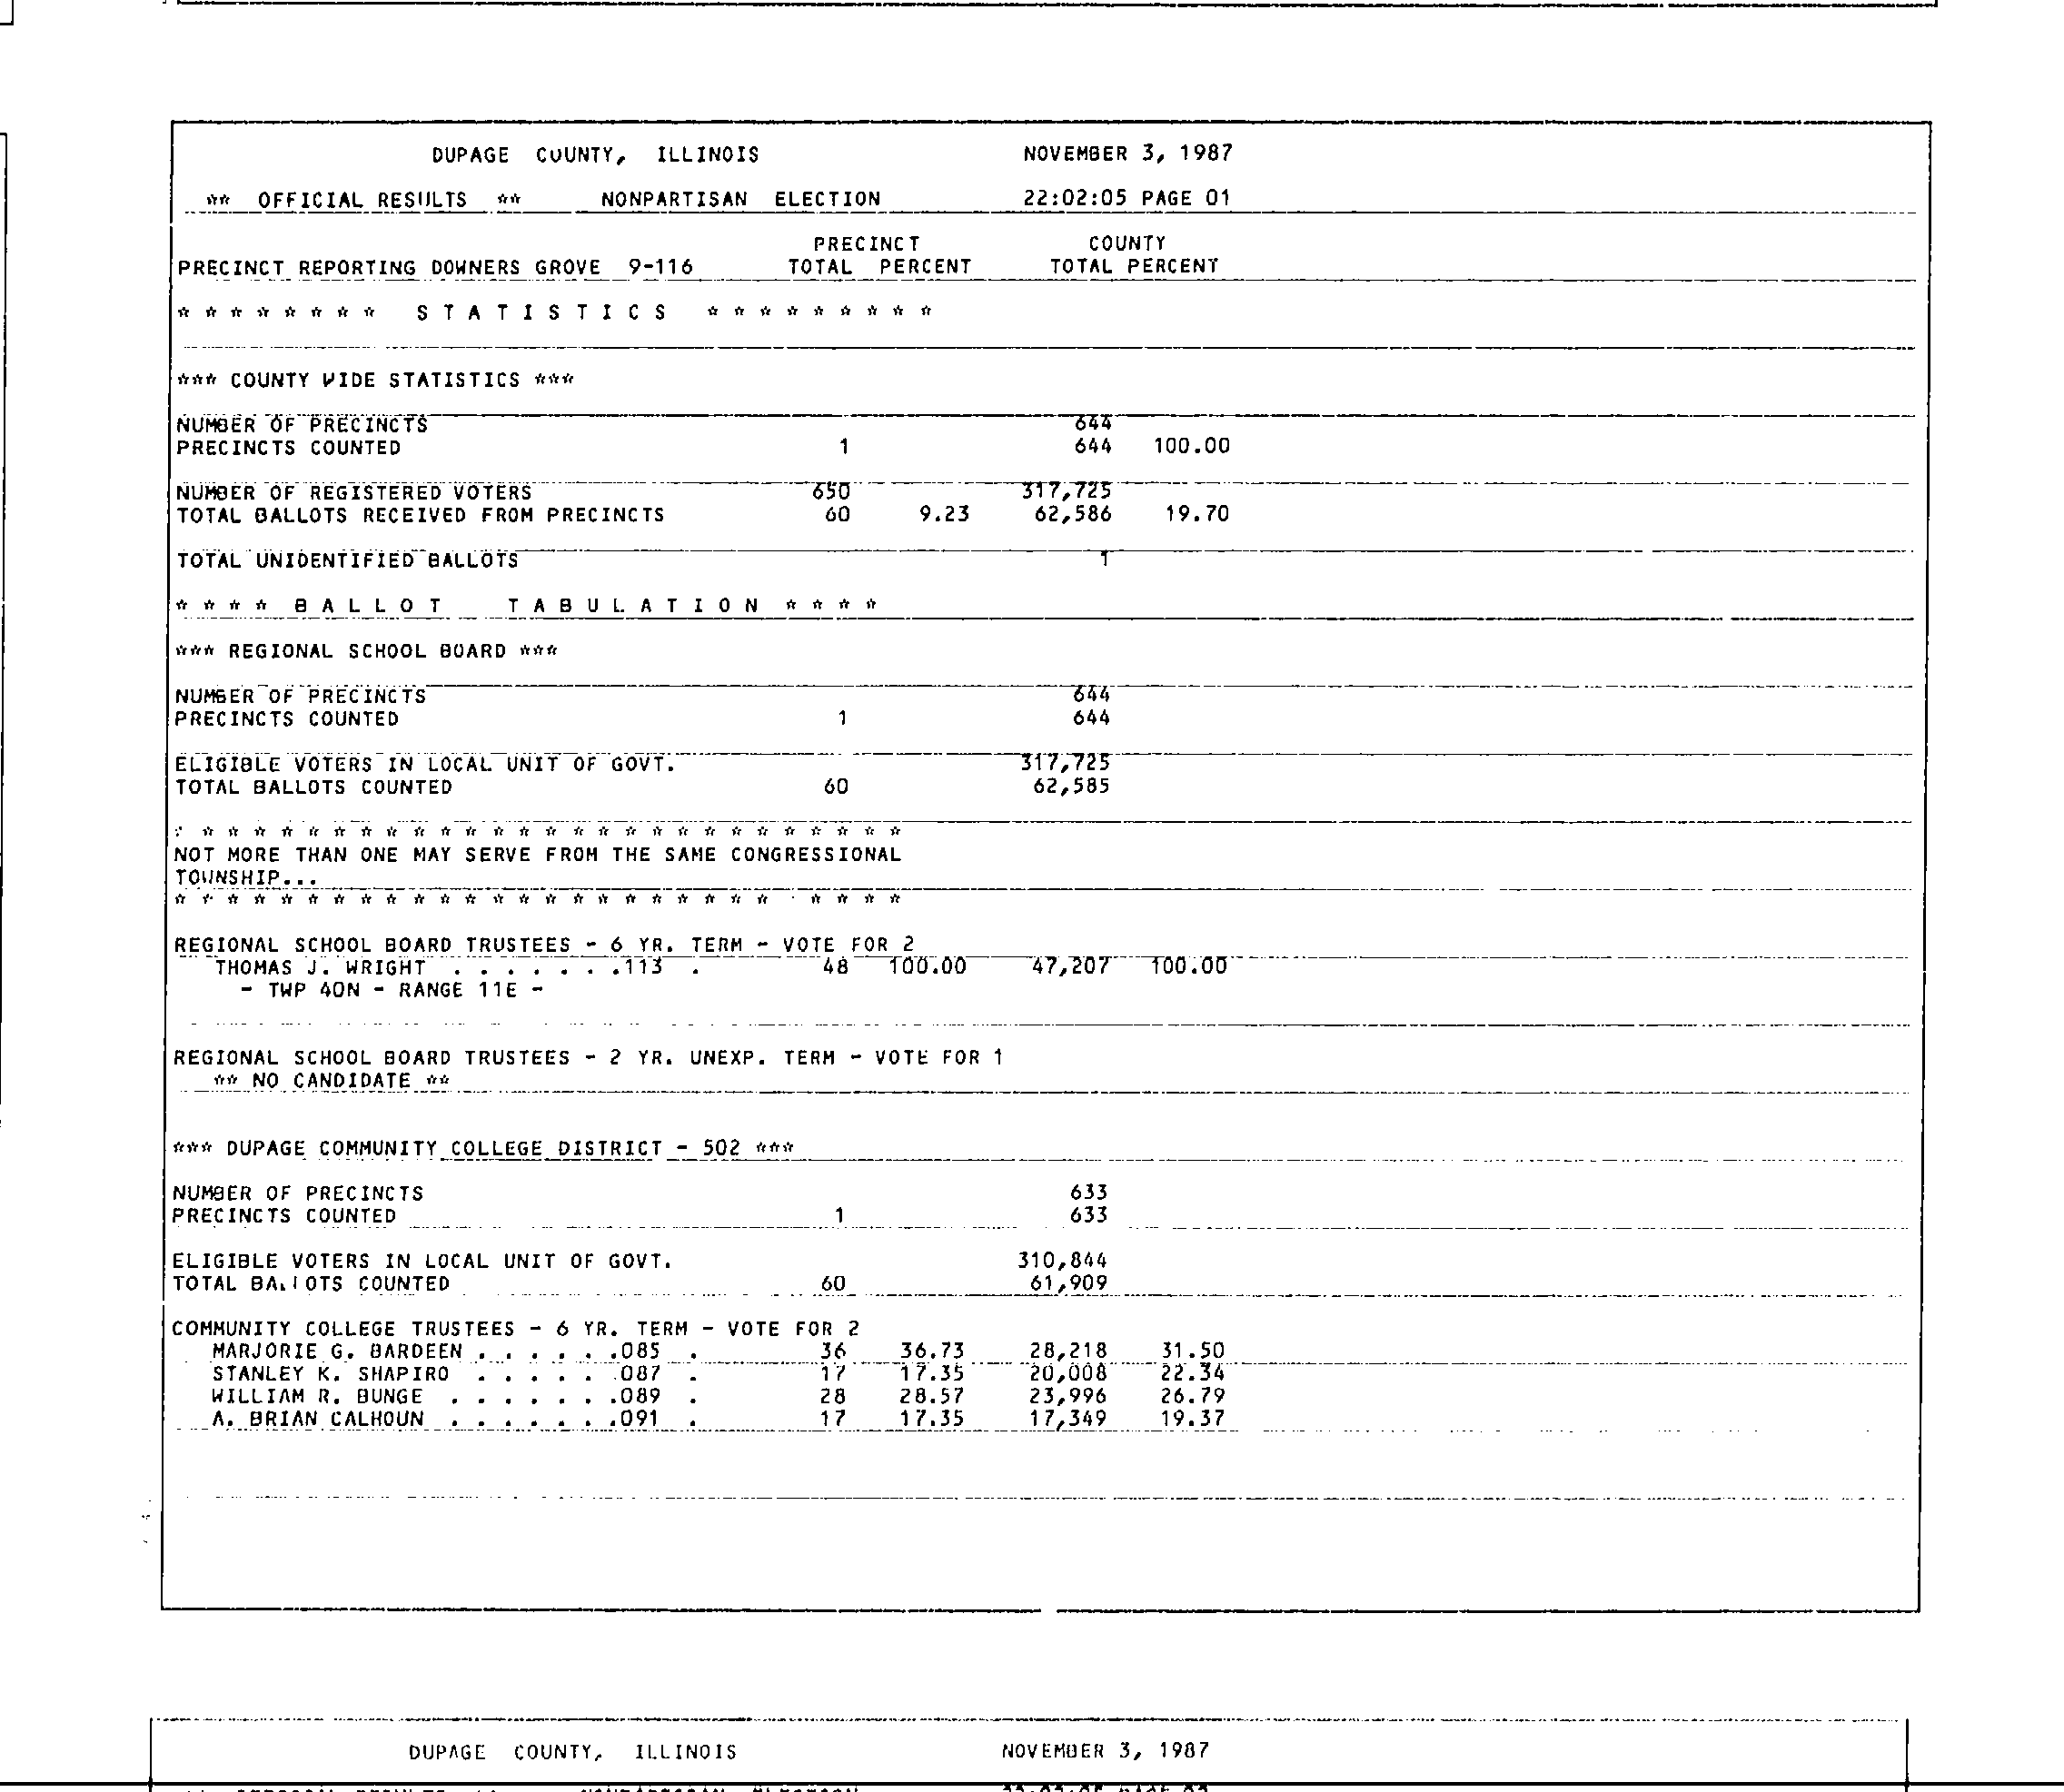 DUPAGE COUNTY, ILLINOIS NOVEMBER 3, 1987
** OFFICIAL RESULTS ** NONPARTISAN ELECTION 22:02:05 PAGE 01
PRECINCT COUNTY
PRECINCT REPORTING DOWNERS GROVE 9-116 TOTAL PERCENT TOTAL PERCENT
* * * * * * * * S T A T I S T I C S * * * * * * * * *
*** COUNTY WIDE STATISTICS ***
NUMBER OF PRECINCTS 644
PRECINCTS COUNTED 1 644 100.00
NUMBER OF REGISTERED VOTERS 650 317,725
TOTAL BALLOTS RECEIVED FROM PRECINCTS 60 9.23 62,586 19.70
TOTAL UNIDENTIFIED BALLOTS 1
* * * * B A L L O T T A B U L A T I O N * * * *
*** REGIONAL SCHOOL BOARD ***
NUMBER OF PRECINCTS 644
PRECINCTS COUNTED 1 644
ELIGIBLE VOTERS IN LOCAL UNIT OF GOVT. 317,725
TOTAL BALLOTS COUNTED 60 62,585
* * * * * * * * * * * * * * * * * * * * * * * * * * * *
NOT MORE THAN ONE MAY SERVE FROM THE SAME CONGRESSIONAL
TOWNSHIP...
* * * * * * * * * * * * * * * * * * * * * * * * * * *
REGIONAL SCHOOL BOARD TRUSTEES - 6 YR. TERM - VOTE FOR 2
THOMAS J. WRIGHT . . . . . . .113 . 48 100.00 47,207 100.00
- TWP 40N - RANGE 11E -
REGIONAL SCHOOL BOARD TRUSTEES - 2 YR. UNEXP. TERM - VOTE FOR 1
** NO CANDIDATE **
*** DUPAGE COMMUNITY COLLEGE DISTRICT - 502 ***
NUMBER OF PRECINCTS 633
PRECINCTS COUNTED 1 633
ELIGIBLE VOTERS IN LOCAL UNIT OF GOVT. 310,844
TOTAL BALLOTS COUNTED 60 61,909
COMMUNITY COLLEGE TRUSTEES - 6 YR. TERM - VOTE FOR 2
MARJORIE G. BARDEEN . . . . . .085 . 36 36.73 28,218 31.50
STANLEY K. SHAPIRO . . . . . .087 . 17 17.35 20,008 22.34
WILLIAM R. BUNGE . . . . . . .089 . 28 28.57 23,996 26.79
A. BRIAN CALHOUN . . . . . . .091 . 17 17.35 17,349 19.37
DUPAGE COUNTY, ILLINOIS NOVEMBER 3, 1987